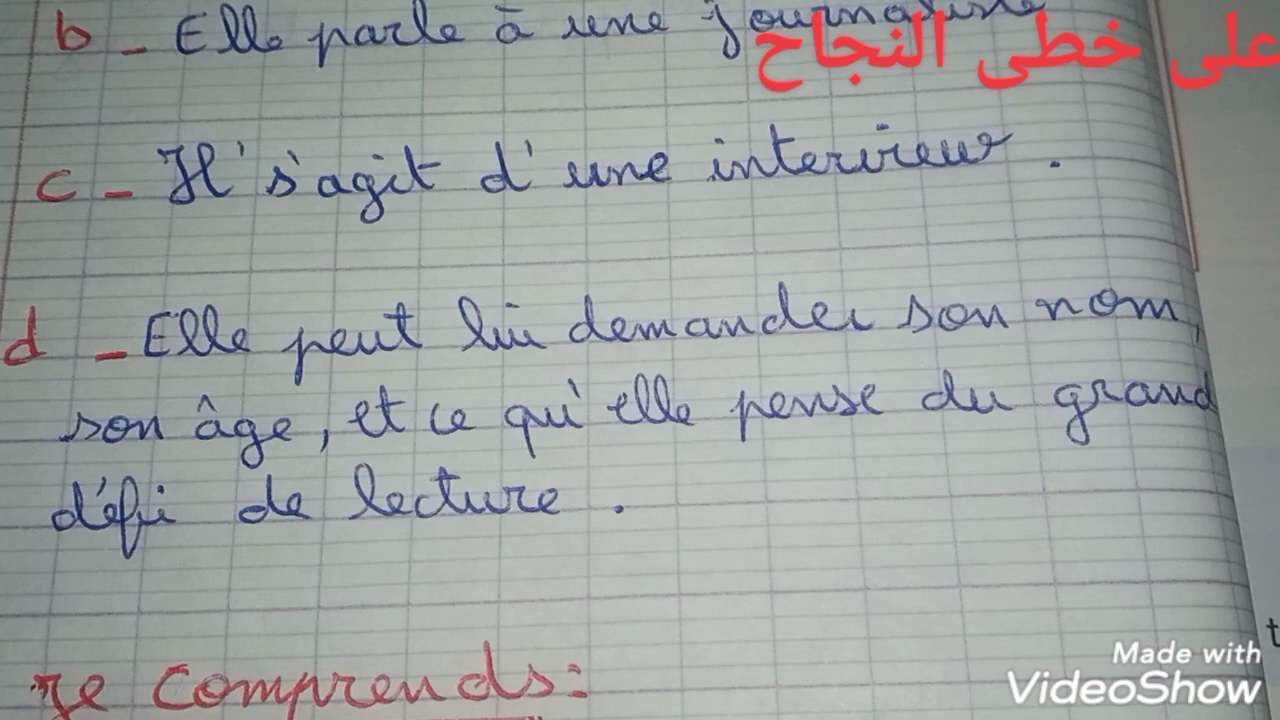 b - Elle parle à une journaliste
على خطى النجاح
c - Il s'agit d'une interireur.
d - Elle peut lui demander son nom,
son âge, et ce qu'elle pense du grand
défi de lecture.
Je comprends:
Made with
VideoShow